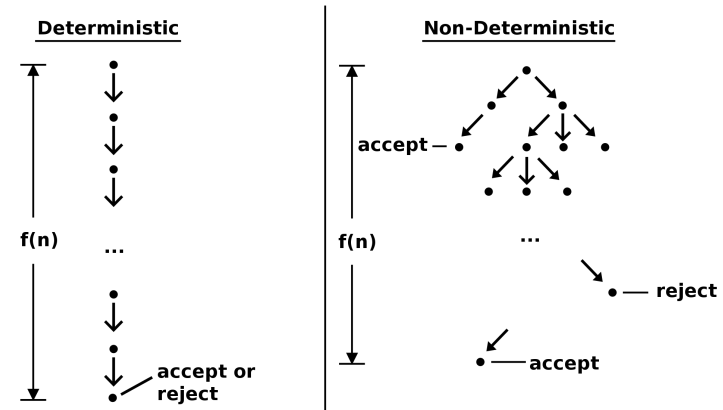 Deterministic
f(n)
...
accept or
reject
Non-Deterministic
accept
f(n)
...
reject
accept